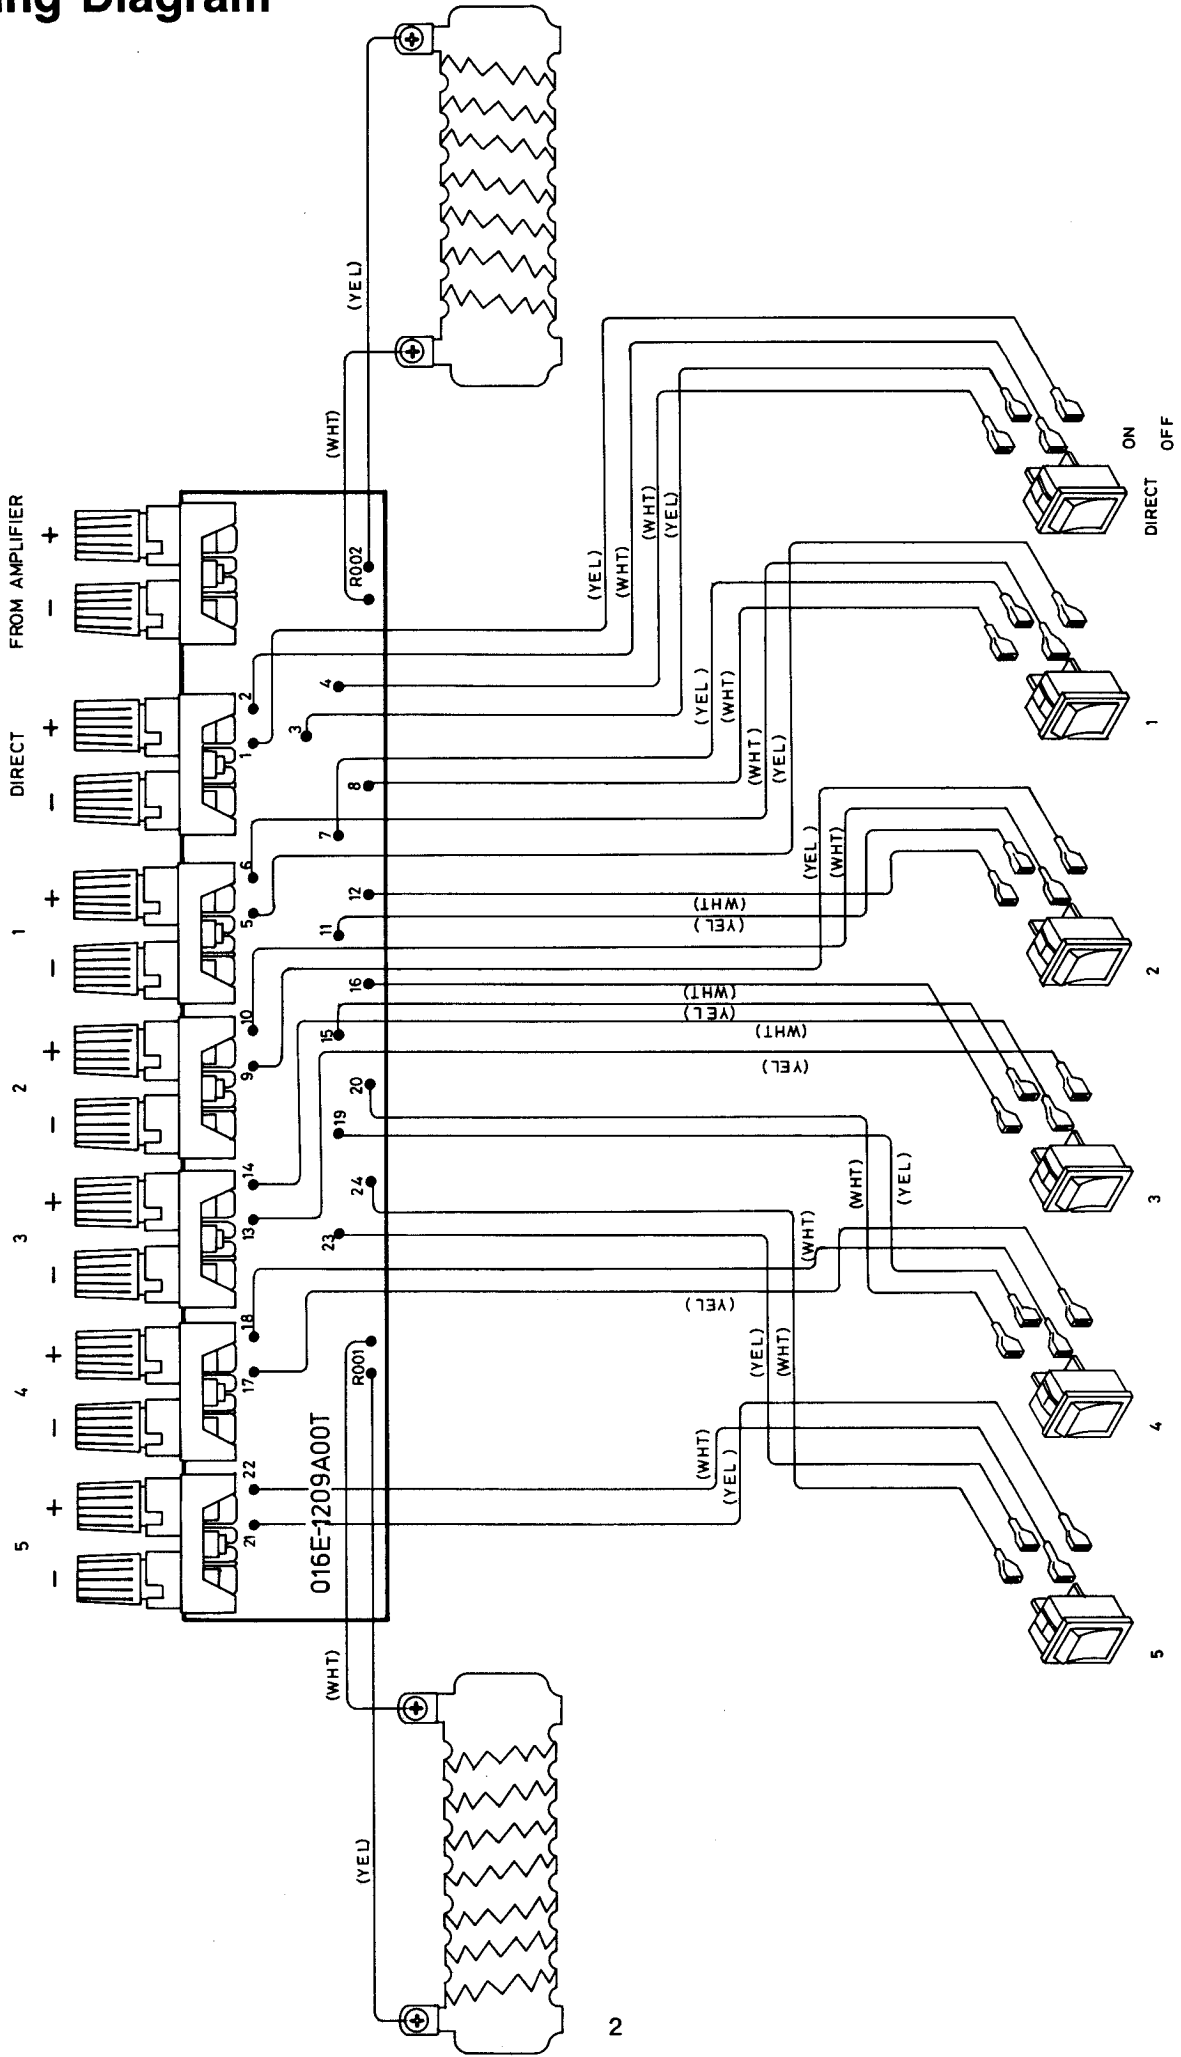 ing Diagram
FROM AMPLIFIER
- +
DIRECT
- +
1
- +
2
- +
3
- +
4
- +
5
- +
(YEL)
(WHT)
R002
2
1
4
3
8
7
6
5
12
11
10
9
16
15
14
13
20
19
18
17
24
23
22
21
R001
016E-1209A00T
(WHT)
(YEL)
(YEL)
(WHT)
(WHT)
(YEL)
(YEL)
(WHT)
(WHT)
(YEL)
(YEL)
(WHT)
(WHT)
(YEL)
(WHT)
(YEL)
(WHT)
(YEL)
(WHT)
(YEL)
(WHT)
(YEL)
(YEL)
(WHT)
(WHT)
(YEL)
ON
OFF
DIRECT
1
2
3
4
5
2